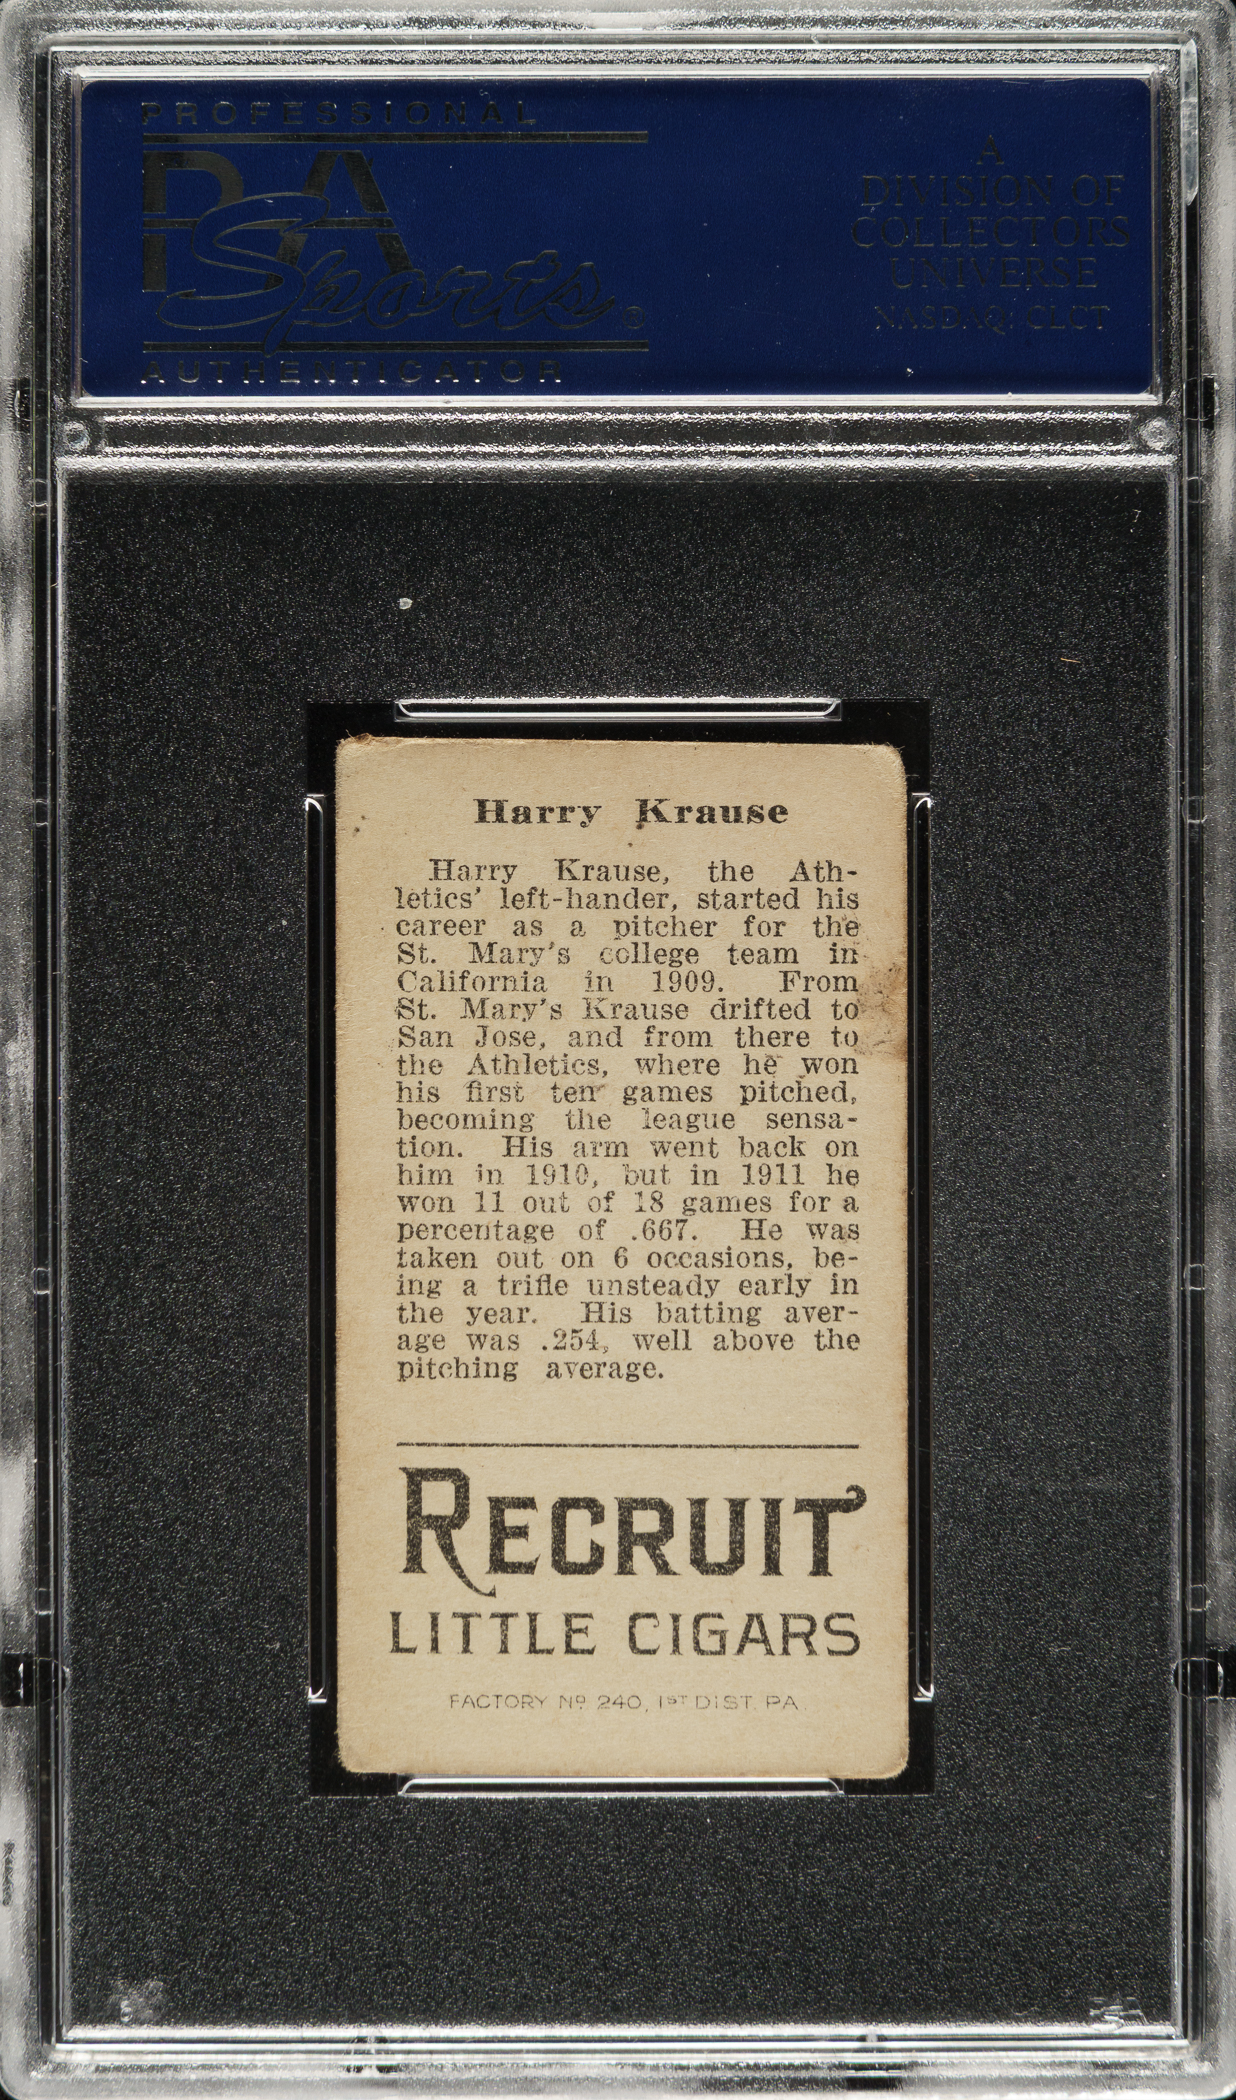 PROFESSIONAL
PSA
Sports®
AUTHENTICATOR
A
DIVISION OF
COLLECTORS
UNIVERSE
NASDAQ: CLCT
Harry Krause
Harry Krause, the Ath-
letics' left-hander, started his
career as a pitcher for the
St. Mary's college team in
California in 1909. From
St. Mary's Krause drifted to
San Jose, and from there to
the Athletics, where he won
his first ten games pitched,
becoming the league sensa-
tion. His arm went back on
him in 1910, but in 1911 he
won 11 out of 18 games for a
percentage of .667. He was
taken out on 6 occasions, be-
ing a trifle unsteady early in
the year. His batting aver-
age was .254, well above the
pitching average.
RECRUIT
LITTLE CIGARS
FACTORY Nº 240, 1ST DIST. PA.